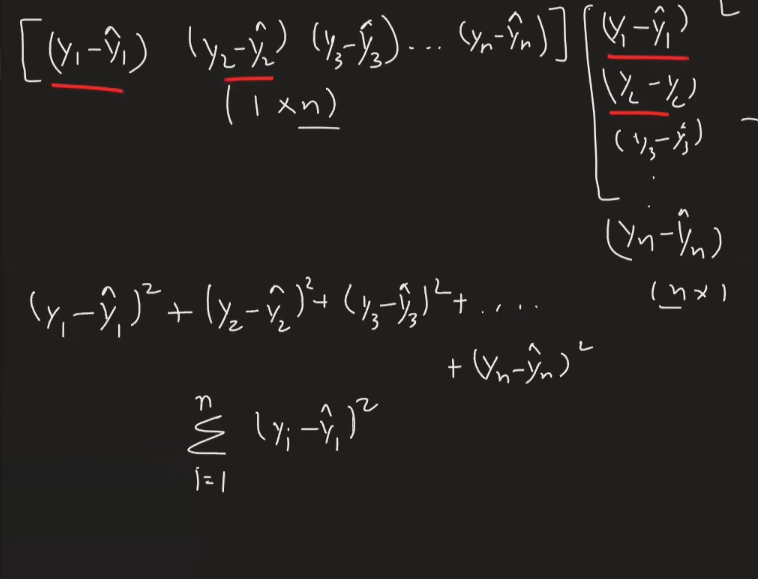 [(y₁-ŷ₁) (y₂-ŷ₂) (y₃-ŷ₃)... (yₙ-ŷₙ)] [(y₁-ŷ₁)
(1 × n)
(y₂-y₂)
(y₃-ŷ₃)
.
.
(yₙ-ŷₙ)
(n×1
(y₁-ŷ₁)² + (y₂-ŷ₂)² + (y₃-ŷ₃)² + ....
+ (yₙ-ŷₙ)²
n
Σ (yᵢ-ŷᵢ)²
i=1